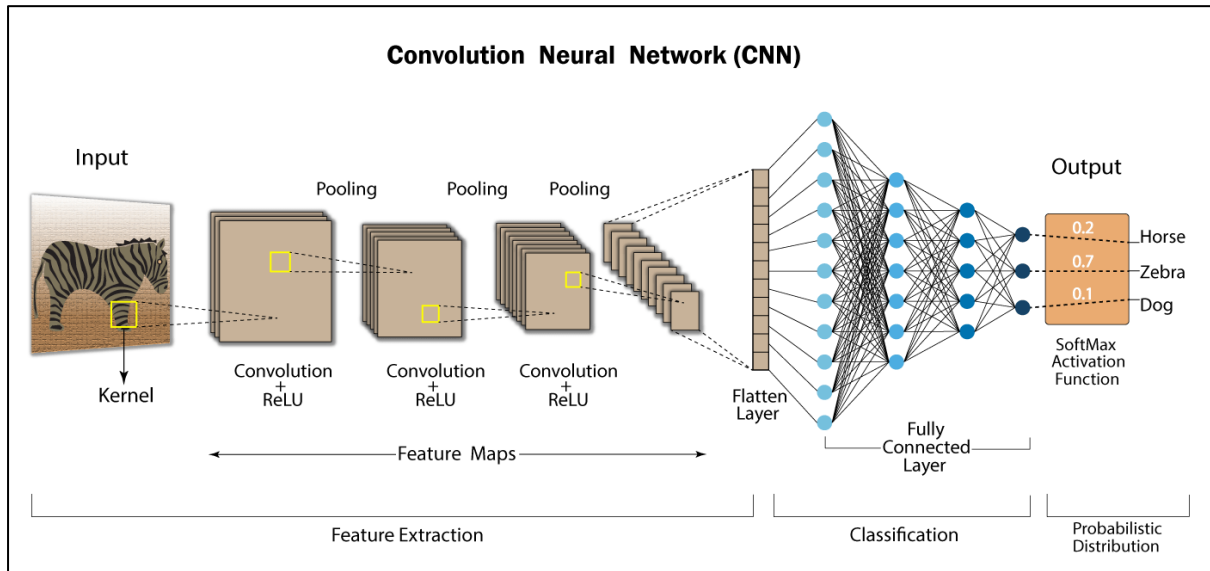 Convolution Neural Network (CNN)
Input
Output
Pooling
Pooling
Pooling
0.2
Horse
0.7
Zebra
0.1
Dog
SoftMax
Activation
Function
Kernel
Convolution
+
ReLU
Convolution
+
ReLU
Convolution
+
ReLU
Flatten
Layer
Fully
Connected
Layer
Feature Maps
Feature Extraction
Classification
Probabilistic
Distribution